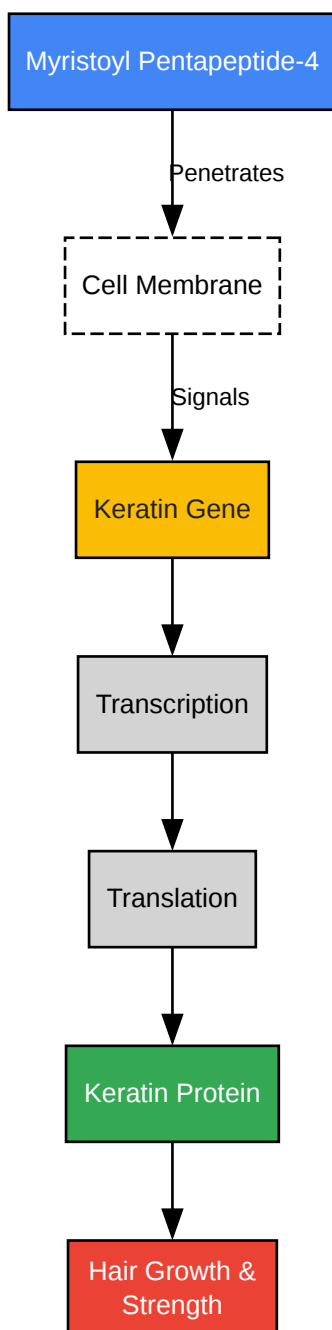 Myristoyl Pentapeptide-4
Penetrates
Cell Membrane
Signals
Keratin Gene
Transcription
Translation
Keratin Protein
Hair Growth &
Strength